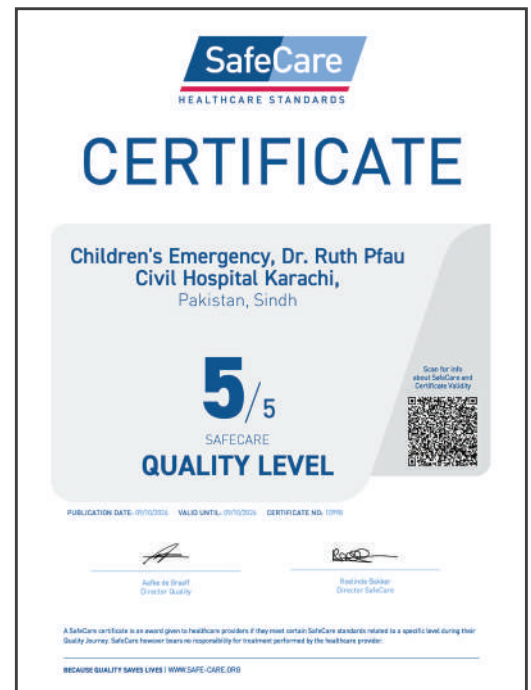 SafeCare
HEALTHCARE STANDARDS
CERTIFICATE
Children's Emergency, Dr. Ruth Pfau
Civil Hospital Karachi,
Pakistan, Sindh
5/5
SAFECARE
QUALITY LEVEL
Scan for info
about SafeCare and
Certificate Validity
PUBLICATION DATE: VALID UNTIL: CERTIFICATE NO:
Director Quality
Director SafeCare
A SafeCare certificate is an award given to healthcare providers if they meet certain SafeCare standards related to a specific level during their
Quality Journey. SafeCare however bears no responsibility for treatment performed by the healthcare provider.
BECAUSE QUALITY SAVES LIVES | WWW.SAFE-CARE.ORG